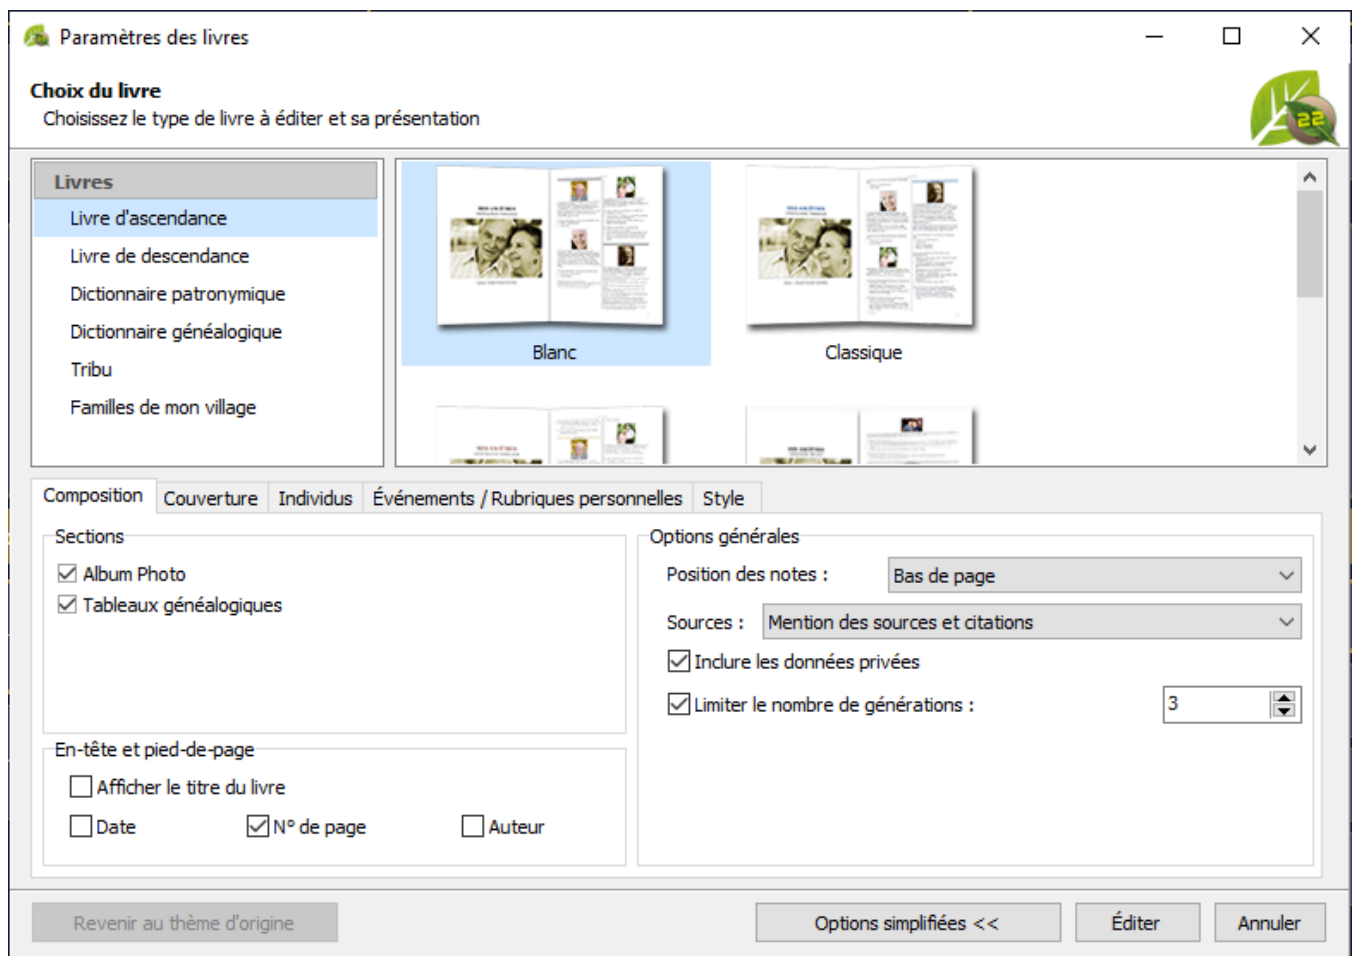 Paramètres des livres
Choix du livre
Choisissez le type de livre à éditer et sa présentation
22
Livres
Livre d'ascendance
Livre de descendance
Dictionnaire patronymique
Dictionnaire généalogique
Tribu
Familles de mon village
Blanc
Classique
Composition Couverture Individus Événements / Rubriques personnelles Style
Sections
Album Photo
Tableaux généalogiques
En-tête et pied-de-page
Afficher le titre du livre
Date N° de page Auteur
Options générales
Position des notes : Bas de page
Sources : Mention des sources et citations
Inclure les données privées
Limiter le nombre de générations : 3
Revenir au thème d'origine Options simplifiées << Éditer Annuler